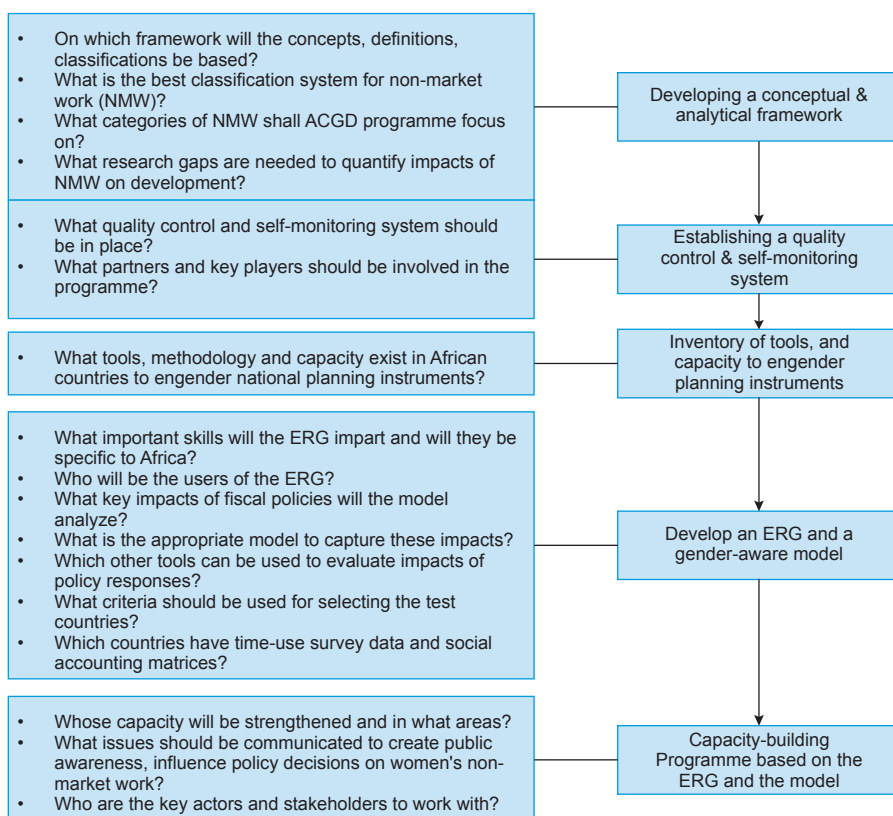 • On which framework will the concepts, definitions,
classifications be based?
• What is the best classification system for non-market
work (NMW)?
• What categories of NMW shall ACGD programme focus
on?
• What research gaps are needed to quantify impacts of
NMW on development?
Developing a conceptual &
analytical framework
• What quality control and self-monitoring system should
be in place?
• What partners and key players should be involved in the
programme?
Establishing a quality
control & self-monitoring
system
• What tools, methodology and capacity exist in African
countries to engender national planning instruments?
Inventory of tools, and
capacity to engender
planning instruments
• What important skills will the ERG impart and will they be
specific to Africa?
• Who will be the users of the ERG?
• What key impacts of fiscal policies will the model
analyze?
• What is the appropriate model to capture these impacts?
• Which other tools can be used to evaluate impacts of
policy responses?
• What criteria should be used for selecting the test
countries?
• Which countries have time-use survey data and social
accounting matrices?
Develop an ERG and a
gender-aware model
• Whose capacity will be strengthened and in what areas?
• What issues should be communicated to create public
awareness, influence policy decisions on women's non-
market work?
• Who are the key actors and stakeholders to work with?
Capacity-building
Programme based on the
ERG and the model